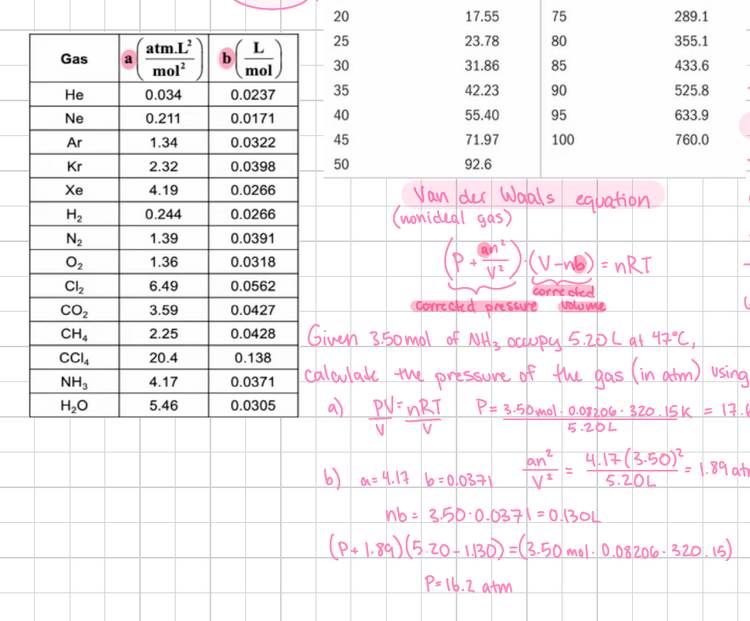 20 17.55 75 289.1
25 23.78 80 355.1
30 31.86 85 433.6
35 42.23 90 525.8
40 55.40 95 633.9
45 71.97 100 760.0
50 92.6
Gas a (atm.L²/mol²) b (L/mol)
He 0.034 0.0237
Ne 0.211 0.0171
Ar 1.34 0.0322
Kr 2.32 0.0398
Xe 4.19 0.0266
H₂ 0.244 0.0266
N₂ 1.39 0.0391
O₂ 1.36 0.0318
Cl₂ 6.49 0.0562
CO₂ 3.59 0.0427
CH₄ 2.25 0.0428
CCl₄ 20.4 0.138
NH₃ 4.17 0.0371
H₂O 5.46 0.0305
Van der Waals equation
(nonideal gas)
(P + an²/V²)·(V-nb) = nRT
corrected pressure corrected volume
Given 3.50mol of NH₃ occupy 5.20L at 47°C,
calculate the pressure of the gas (in atm) using
a) PV/V = nRT/V P = 3.50mol · 0.08206 · 320.15K / 5.20L = 17.6
b) a=4.17 b=0.0371 an²/V² = 4.17(3.50)²/5.20L = 1.89 atm
nb = 3.50·0.0371 = 0.130L
(P+1.89)(5.20-1.130)=(3.50 mol · 0.08206 · 320.15)
P=16.2 atm